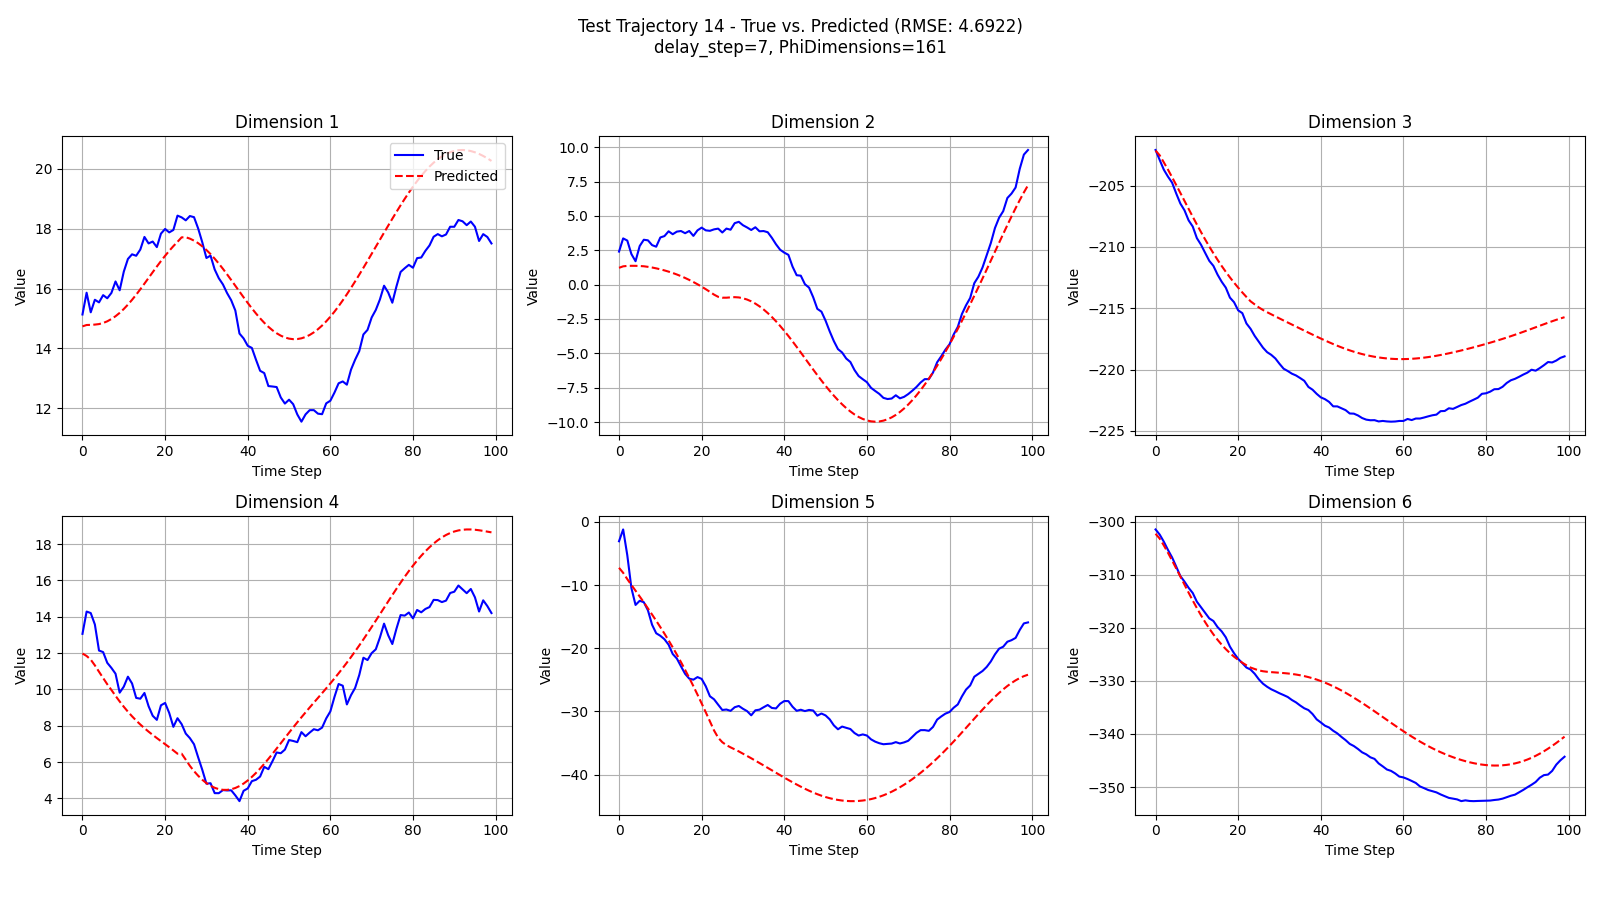 Test Trajectory 14 - True vs. Predicted (RMSE: 4.6922)
delay_step=7, PhiDimensions=161
Dimension 1
True
Predicted
20
18
16
14
12
Value
0 20 40 60 80 100
Time Step
Dimension 2
10.0
7.5
5.0
2.5
0.0
−2.5
−5.0
−7.5
−10.0
Value
0 20 40 60 80 100
Time Step
Dimension 3
−205
−210
−215
−220
−225
Value
0 20 40 60 80 100
Time Step
Dimension 4
18
16
14
12
10
8
6
4
Value
0 20 40 60 80 100
Time Step
Dimension 5
0
−10
−20
−30
−40
Value
0 20 40 60 80 100
Time Step
Dimension 6
−300
−310
−320
−330
−340
−350
Value
0 20 40 60 80 100
Time Step